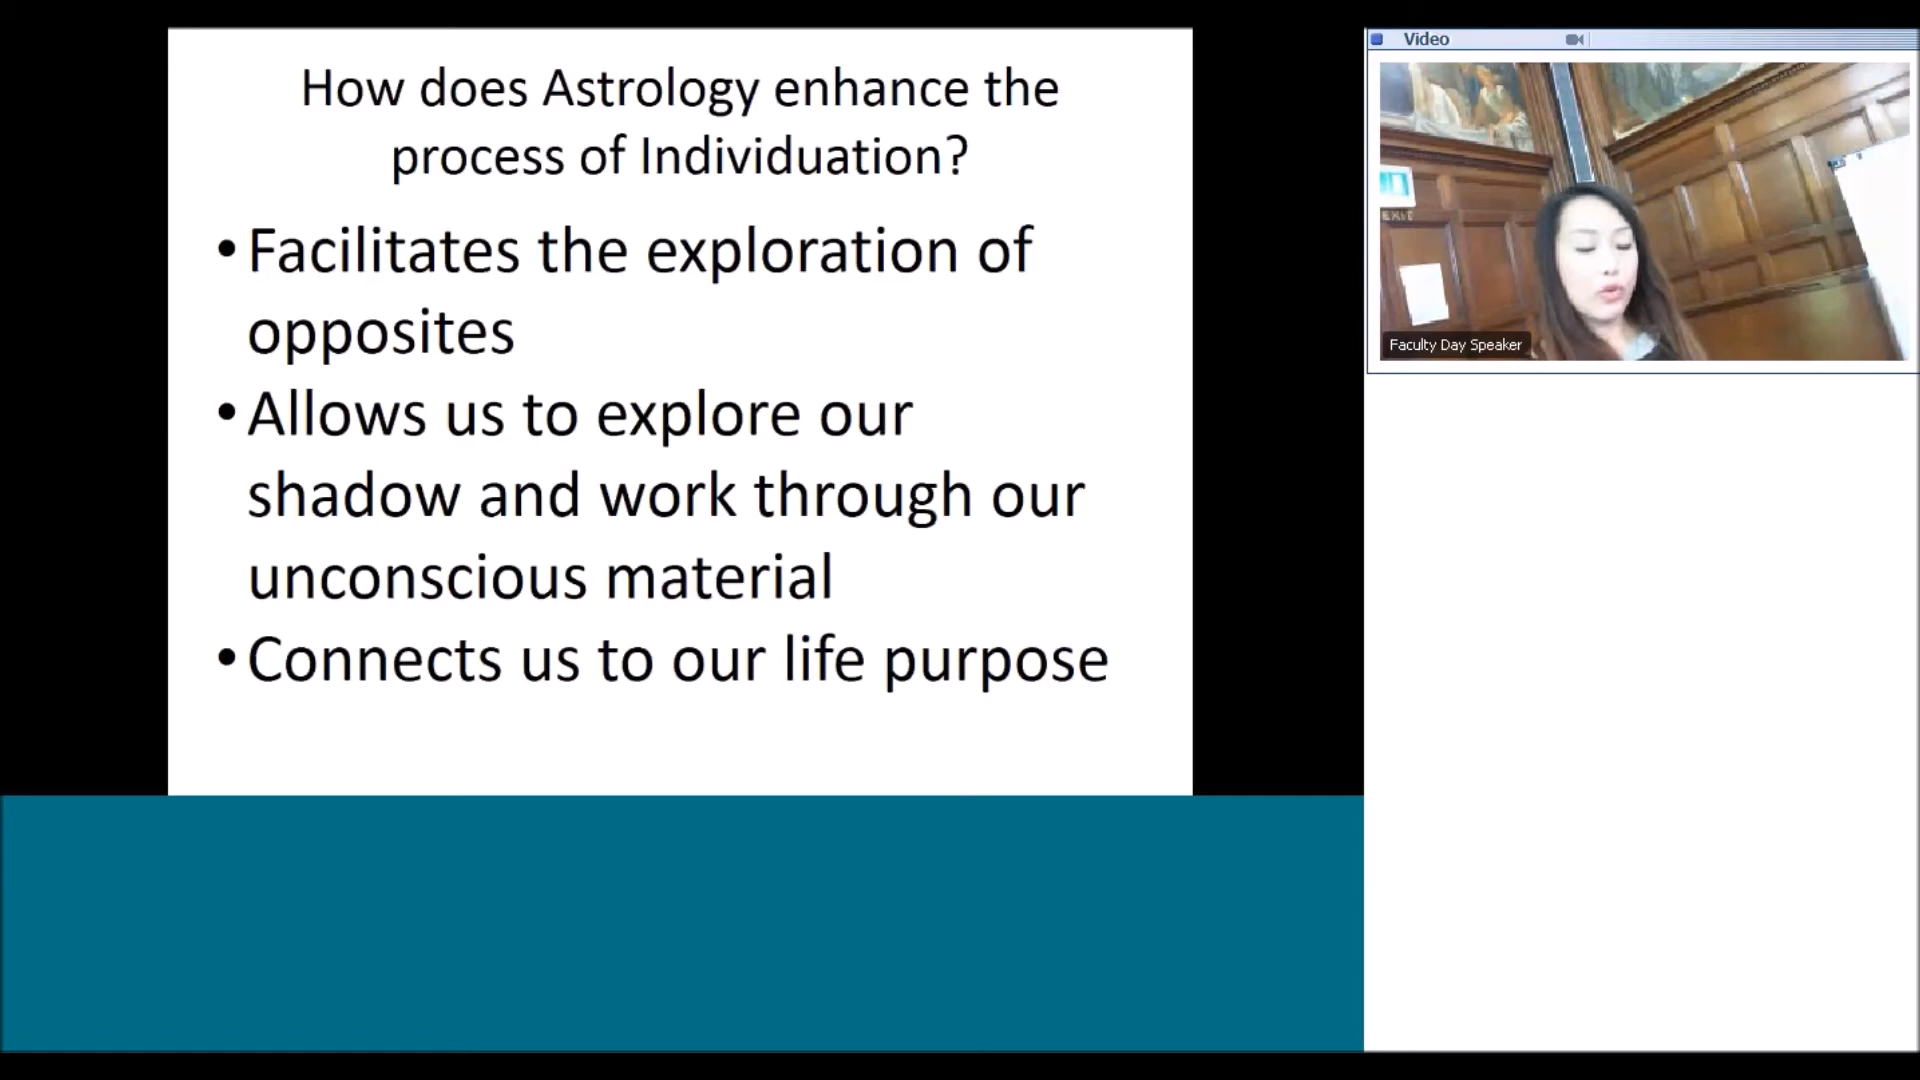 How does Astrology enhance the
process of Individuation?
•Facilitates the exploration of
opposites
•Allows us to explore our
shadow and work through our
unconscious material
•Connects us to our life purpose
Video
EXIT
Faculty Day Speaker